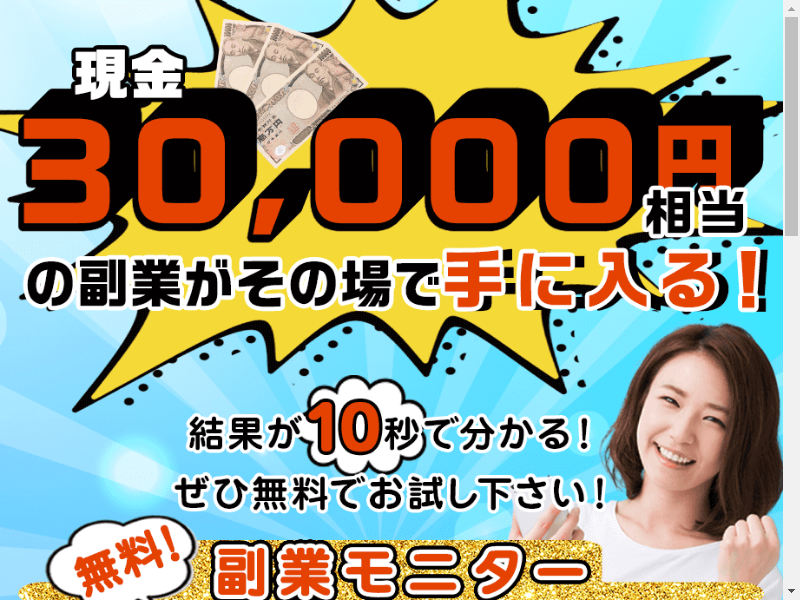 現金
30,000円
相当
の副業がその場で手に入る!
結果が10秒で分かる!
ぜひ無料でお試し下さい!
無料!
副業モニター